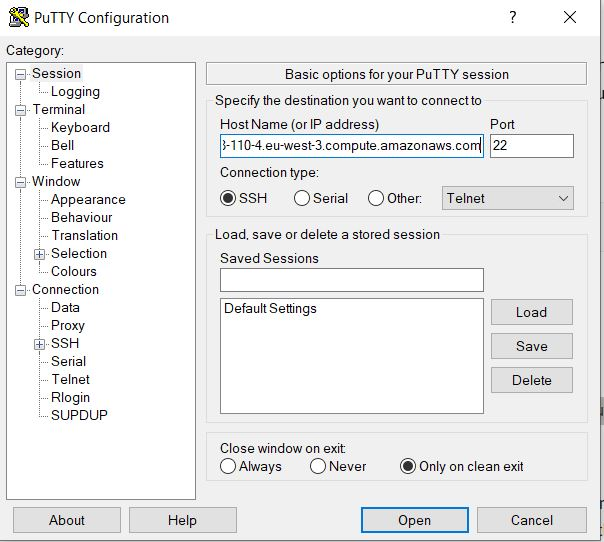 PuTTY Configuration ?
Category:
Session
Logging
Terminal
Keyboard
Bell
Features
Window
Appearance
Behaviour
Translation
Selection
Colours
Connection
Data
Proxy
SSH
Serial
Telnet
Rlogin
SUPDUP
Basic options for your PuTTY session
Specify the destination you want to connect to
Host Name (or IP address) Port
-110-4.eu-west-3.compute.amazonaws.com 22
Connection type:
SSH Serial Other: Telnet
Load, save or delete a stored session
Saved Sessions
Default Settings
Load
Save
Delete
Close window on exit:
Always Never Only on clean exit
About Help Open Cancel